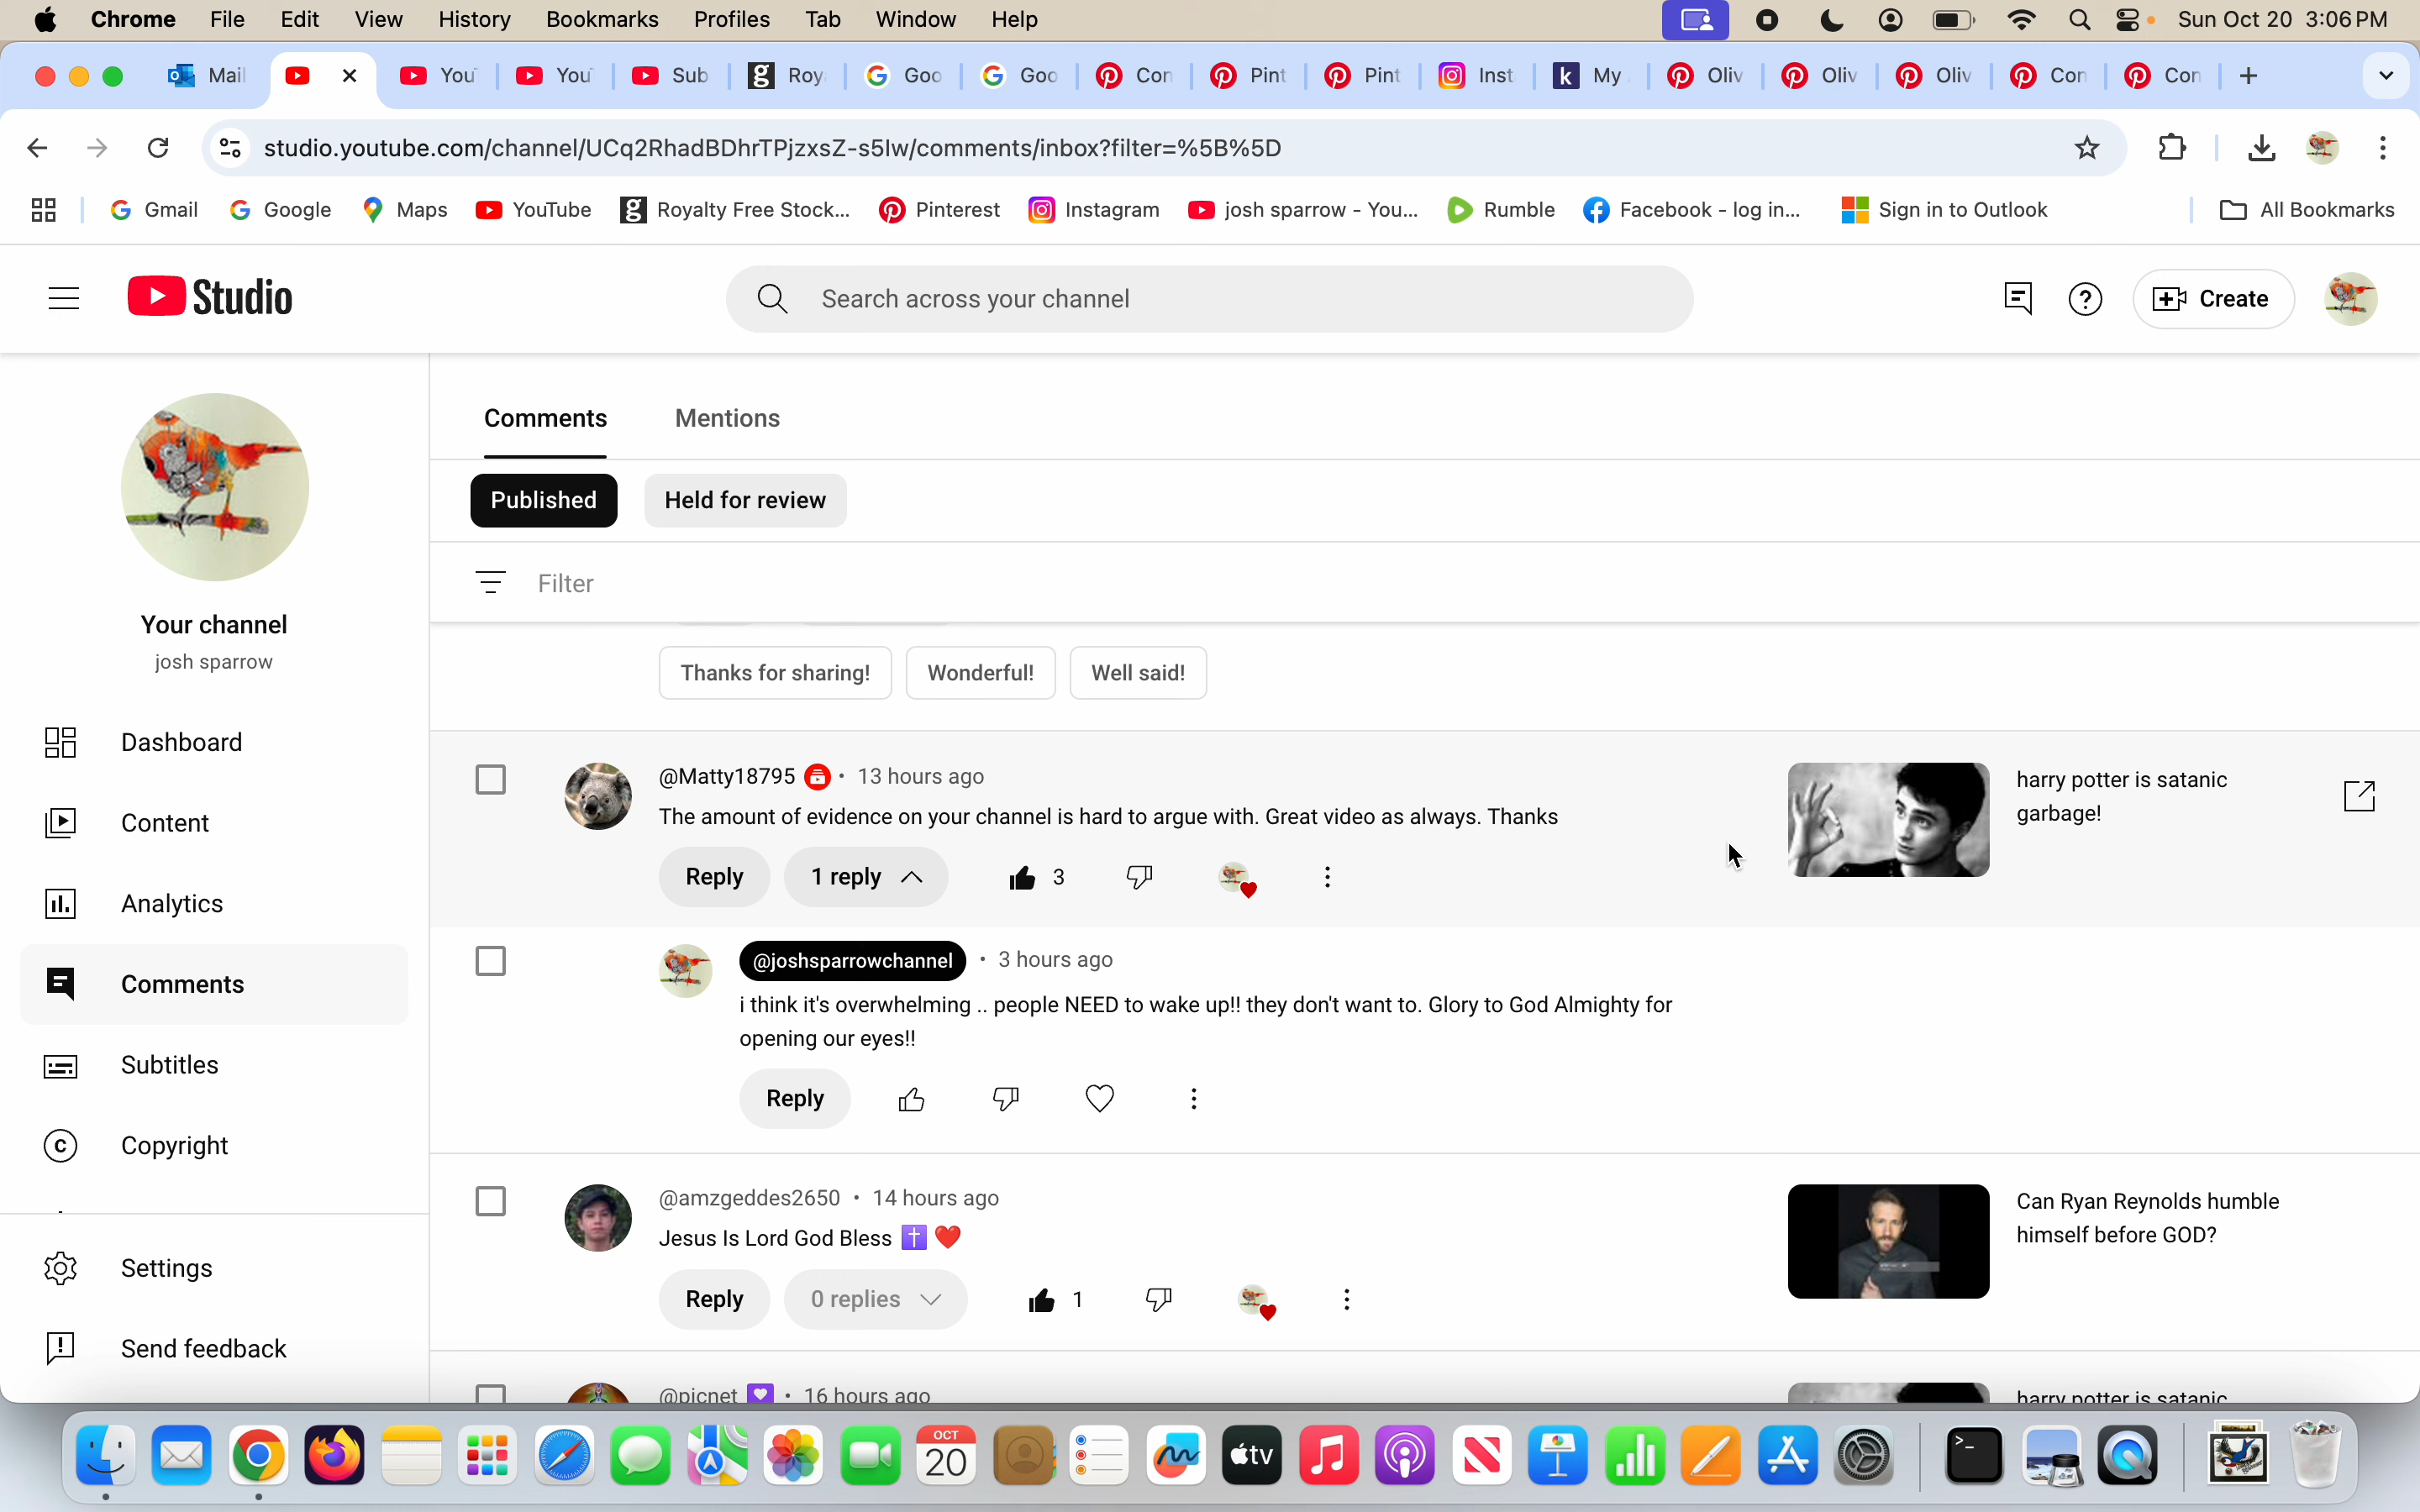 Chrome File Edit View History Bookmarks Profiles Tab Window Help Sun Oct 20 3:06 PM
Mail You You Sub g Roy Goo Goo Con Pint Pint Inst k My Oliv Oliv Oliv Con Con
studio.youtube.com/channel/UCq2RhadBDhrTPjzxsZ-s5lw/comments/inbox?filter=%5B%5D
Gmail Google Maps YouTube g Royalty Free Stock... Pinterest Instagram josh sparrow - You... Rumble Facebook - log in... Sign in to Outlook All Bookmarks
Studio Search across your channel ? Create
Comments Mentions
Published Held for review
Filter
Your channel
josh sparrow
Thanks for sharing! Wonderful! Well said!
Dashboard
Content
Analytics
Comments
Subtitles
Copyright
Settings
Send feedback
@Matty18795 • 13 hours ago
The amount of evidence on your channel is hard to argue with. Great video as always. Thanks
Reply 1 reply 3
harry potter is satanic
garbage!
@joshsparrowchannel • 3 hours ago
i think it's overwhelming .. people NEED to wake up!! they don't want to. Glory to God Almighty for
opening our eyes!!
Reply
@amzgeddes2650 • 14 hours ago
Jesus Is Lord God Bless ✝️ ❤️
Reply 0 replies 1
Can Ryan Reynolds humble
himself before GOD?
@picnet 💟 • 16 hours ago
harry potter is satanic
OCT
20
tv